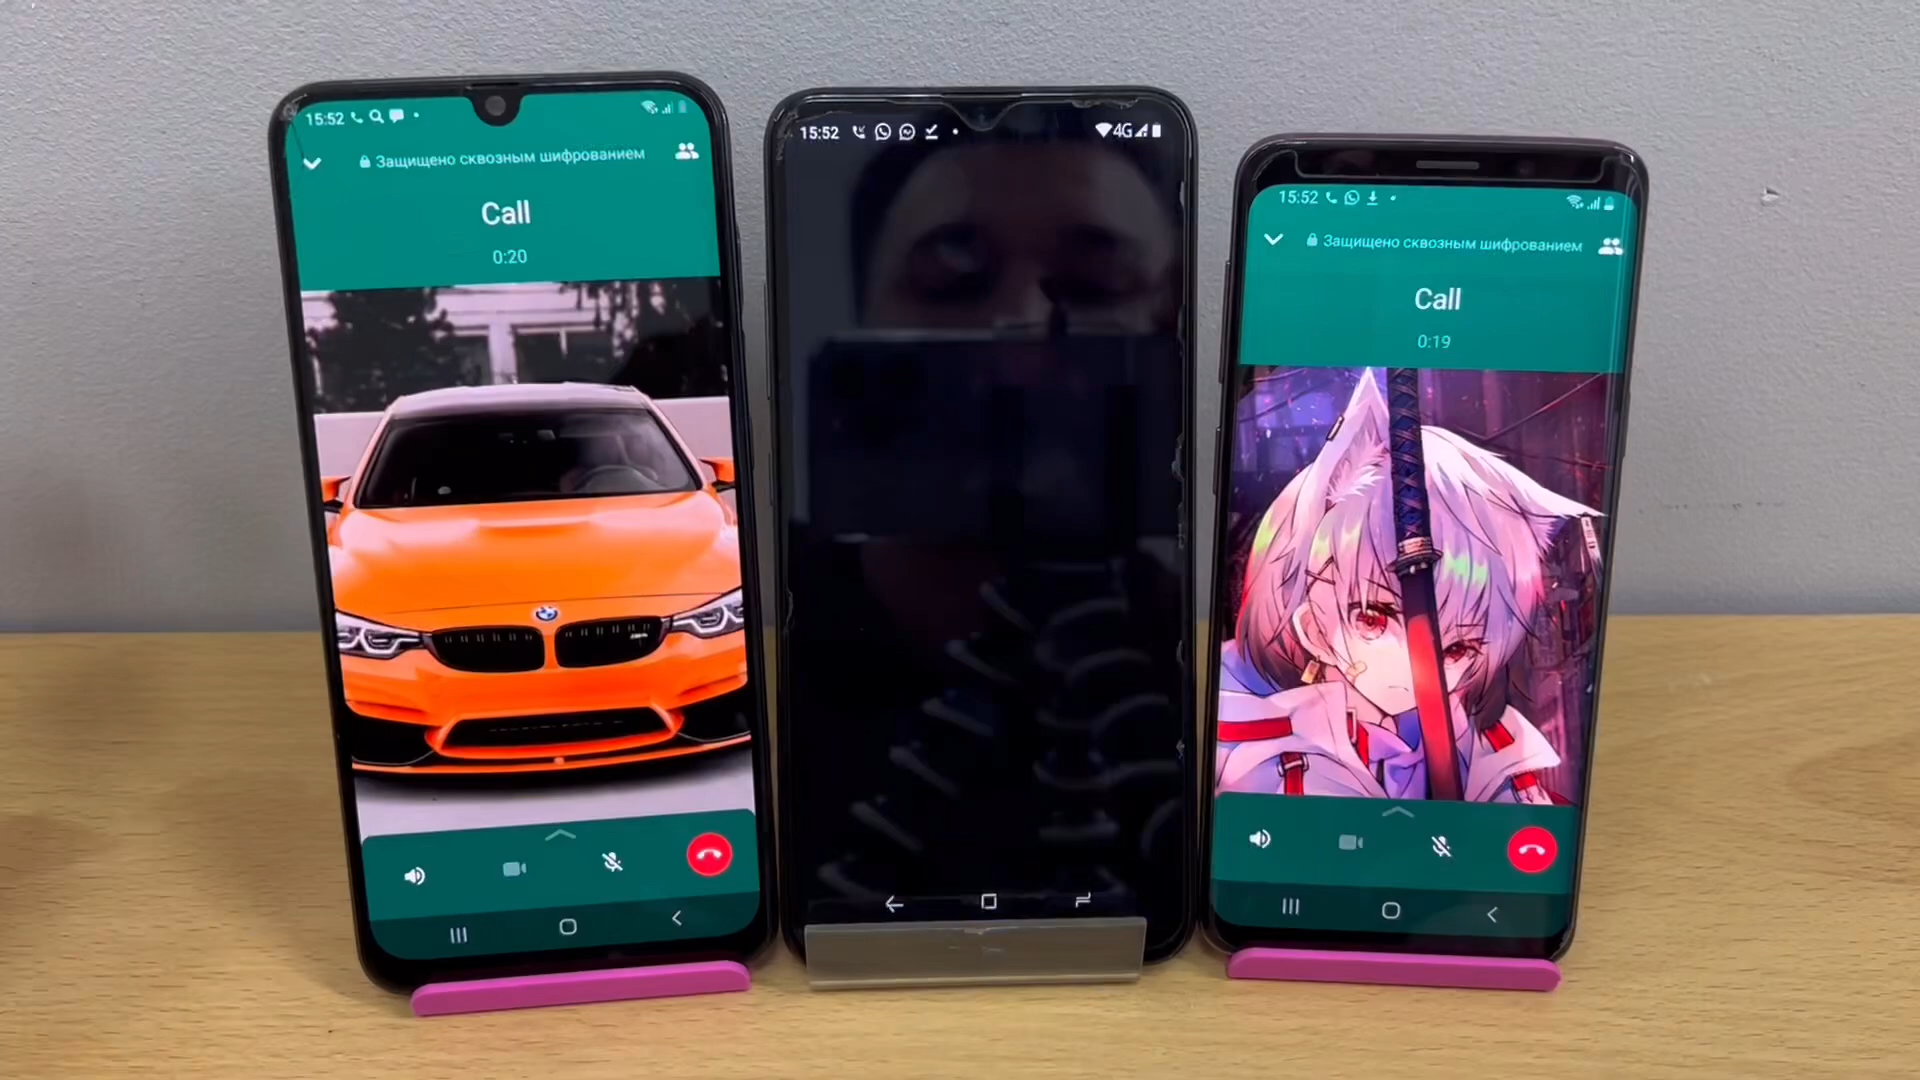 15:52
Защищено сквозным шифрованием
Call
0:20
15:52
4G
15:52
Защищено сквозным шифрованием
Call
0:19